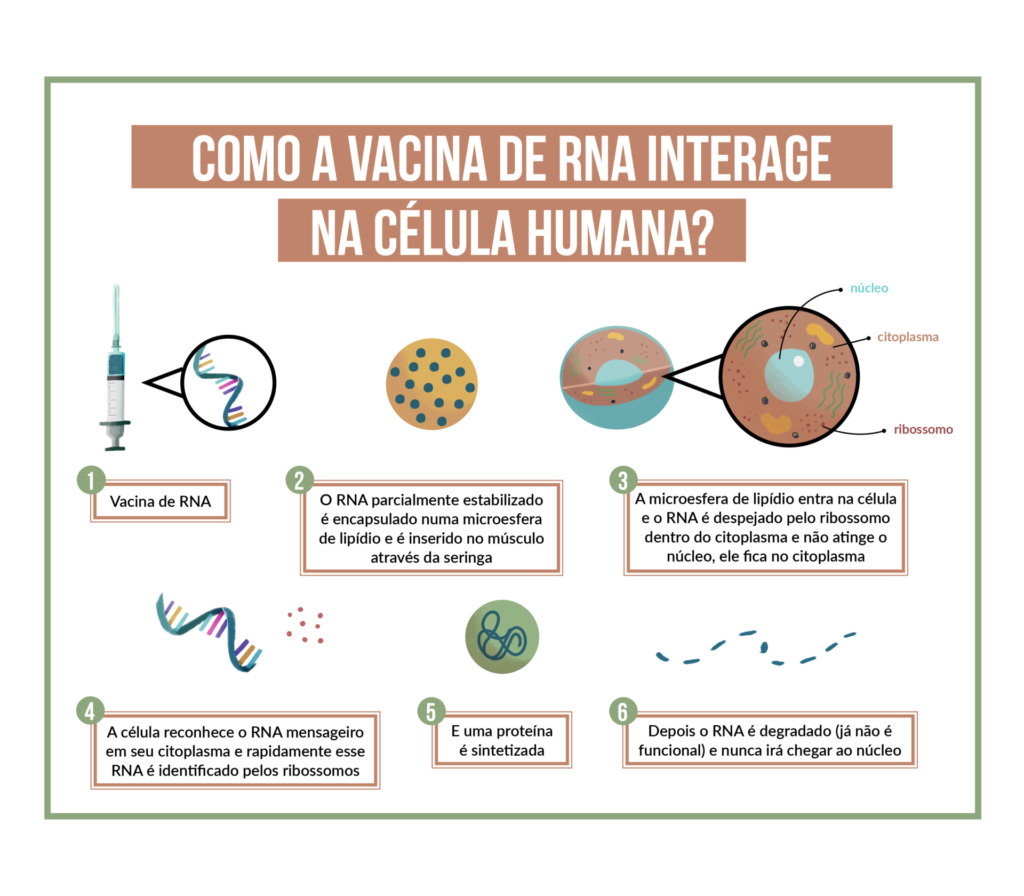 COMO A VACINA DE RNA INTERAGE
NA CÉLULA HUMANA?
núcleo
citoplasma
ribossomo
1
Vacina de RNA
2
O RNA parcialmente estabilizado
é encapsulado numa microesfera
de lipídio e é inserido no músculo
através da seringa
3
A microesfera de lipídio entra na célula
e o RNA é despejado pelo ribossomo
dentro do citoplasma e não atinge o
núcleo, ele fica no citoplasma
4
A célula reconhece o RNA mensageiro
em seu citoplasma e rapidamente esse
RNA é identificado pelos ribossomos
5
E uma proteína
é sintetizada
6
Depois o RNA é degradado (já não é
funcional) e nunca irá chegar ao núcleo